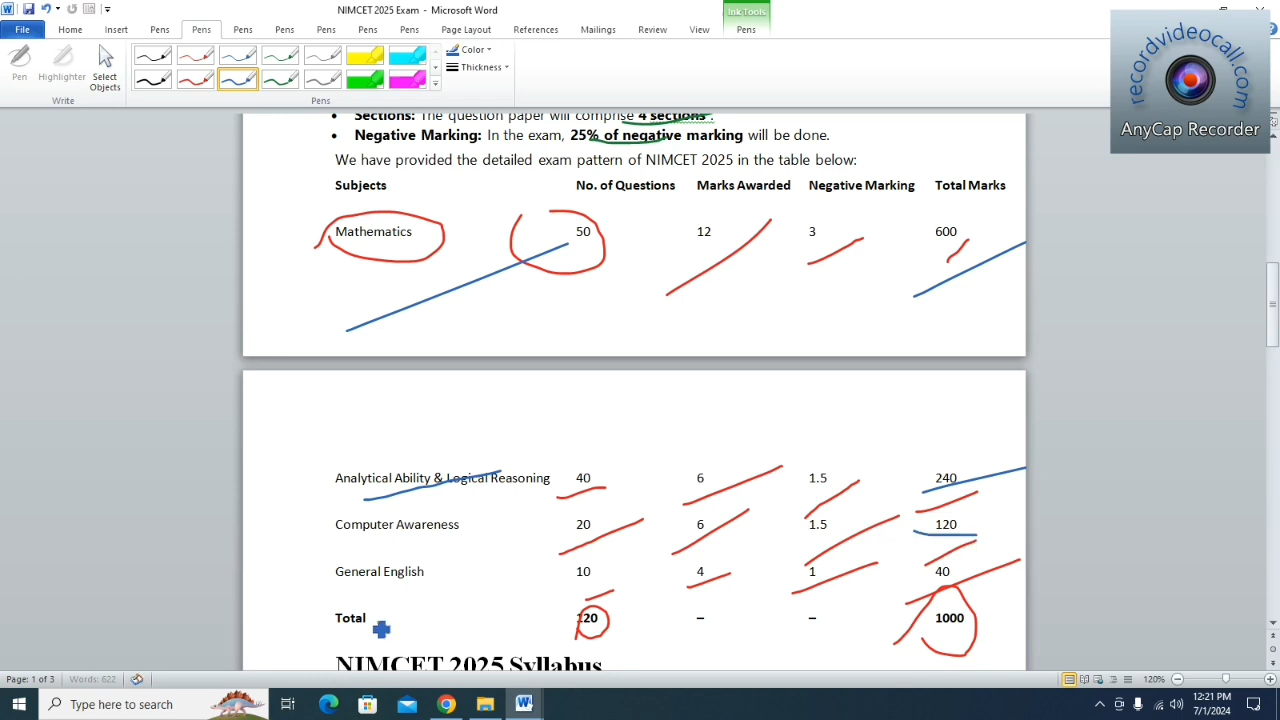 NIMCET 2025 Exam - Microsoft Word
Ink Tools
File Home Insert Pens Pens Pens Pens Pens Pens Page Layout References Mailings Review View Pens
Pen Highlighter Select Objects
Color
Thickness
Write Pens
recordvideocall.com
AnyCap Recorder
• Sections: The question paper will comprise 4 sections .
• Negative Marking: In the exam, 25% of negative marking will be done.
We have provided the detailed exam pattern of NIMCET 2025 in the table below:
Subjects No. of Questions Marks Awarded Negative Marking Total Marks
Mathematics 50 12 3 600
Analytical Ability & Logical Reasoning 40 6 1.5 240
Computer Awareness 20 6 1.5 120
General English 10 4 1 40
Total 120 – – 1000
NIMCET 2025 Syllabus
Page: 1 of 3 Words: 622 120%
Type here to search
12:21 PM
7/1/2024